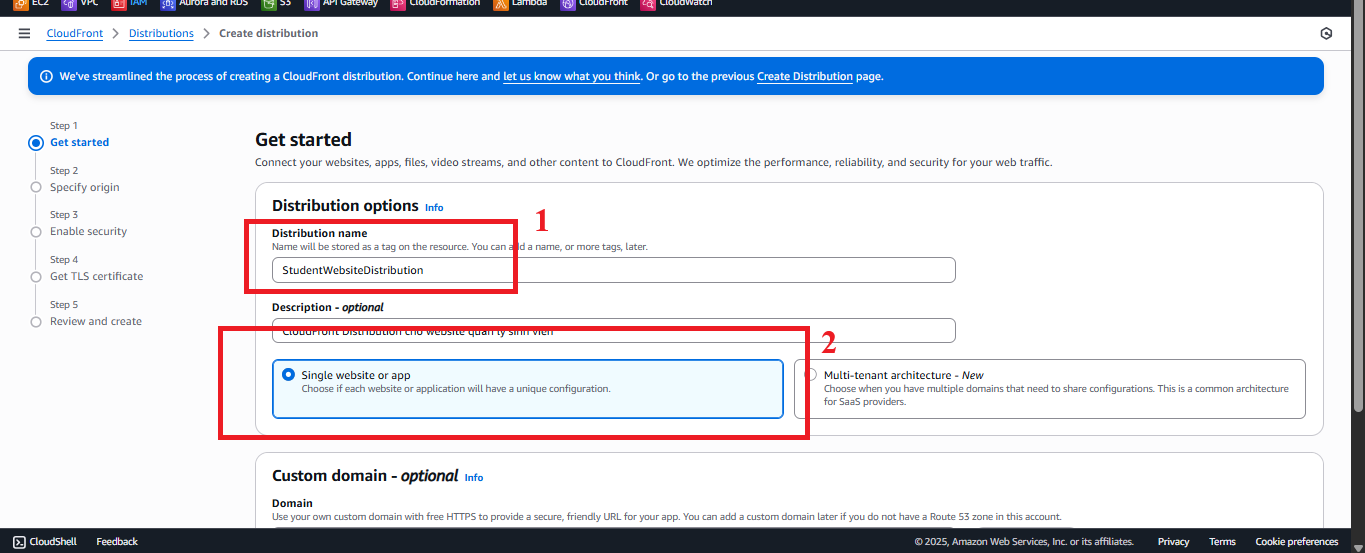 EC2 VPC IAM Aurora and RDS S3 API Gateway CloudFormation Lambda CloudFront CloudWatch
CloudFront > Distributions > Create distribution
We've streamlined the process of creating a CloudFront distribution. Continue here and let us know what you think. Or go to the previous Create Distribution page.
Step 1
Get started
Step 2
Specify origin
Step 3
Enable security
Step 4
Get TLS certificate
Step 5
Review and create
Get started
Connect your websites, apps, files, video streams, and other content to CloudFront. We optimize the performance, reliability, and security for your web traffic.
Distribution options Info
1
Distribution name
Name will be stored as a tag on the resource. You can add a name, or more tags, later.
StudentWebsiteDistribution
Description - optional
CloudFront Distribution cho website quản lý sinh viên
2
Single website or app
Choose if each website or application will have a unique configuration.
Multi-tenant architecture - New
Choose when you have multiple domains that need to share configurations. This is a common architecture
for SaaS providers.
Custom domain - optional Info
Domain
Use your own custom domain with free HTTPS to provide a secure, friendly URL for your app. You can add a custom domain later if you do not have a Route 53 zone in this account.
CloudShell Feedback © 2025, Amazon Web Services, Inc. or its affiliates. Privacy Terms Cookie preferences